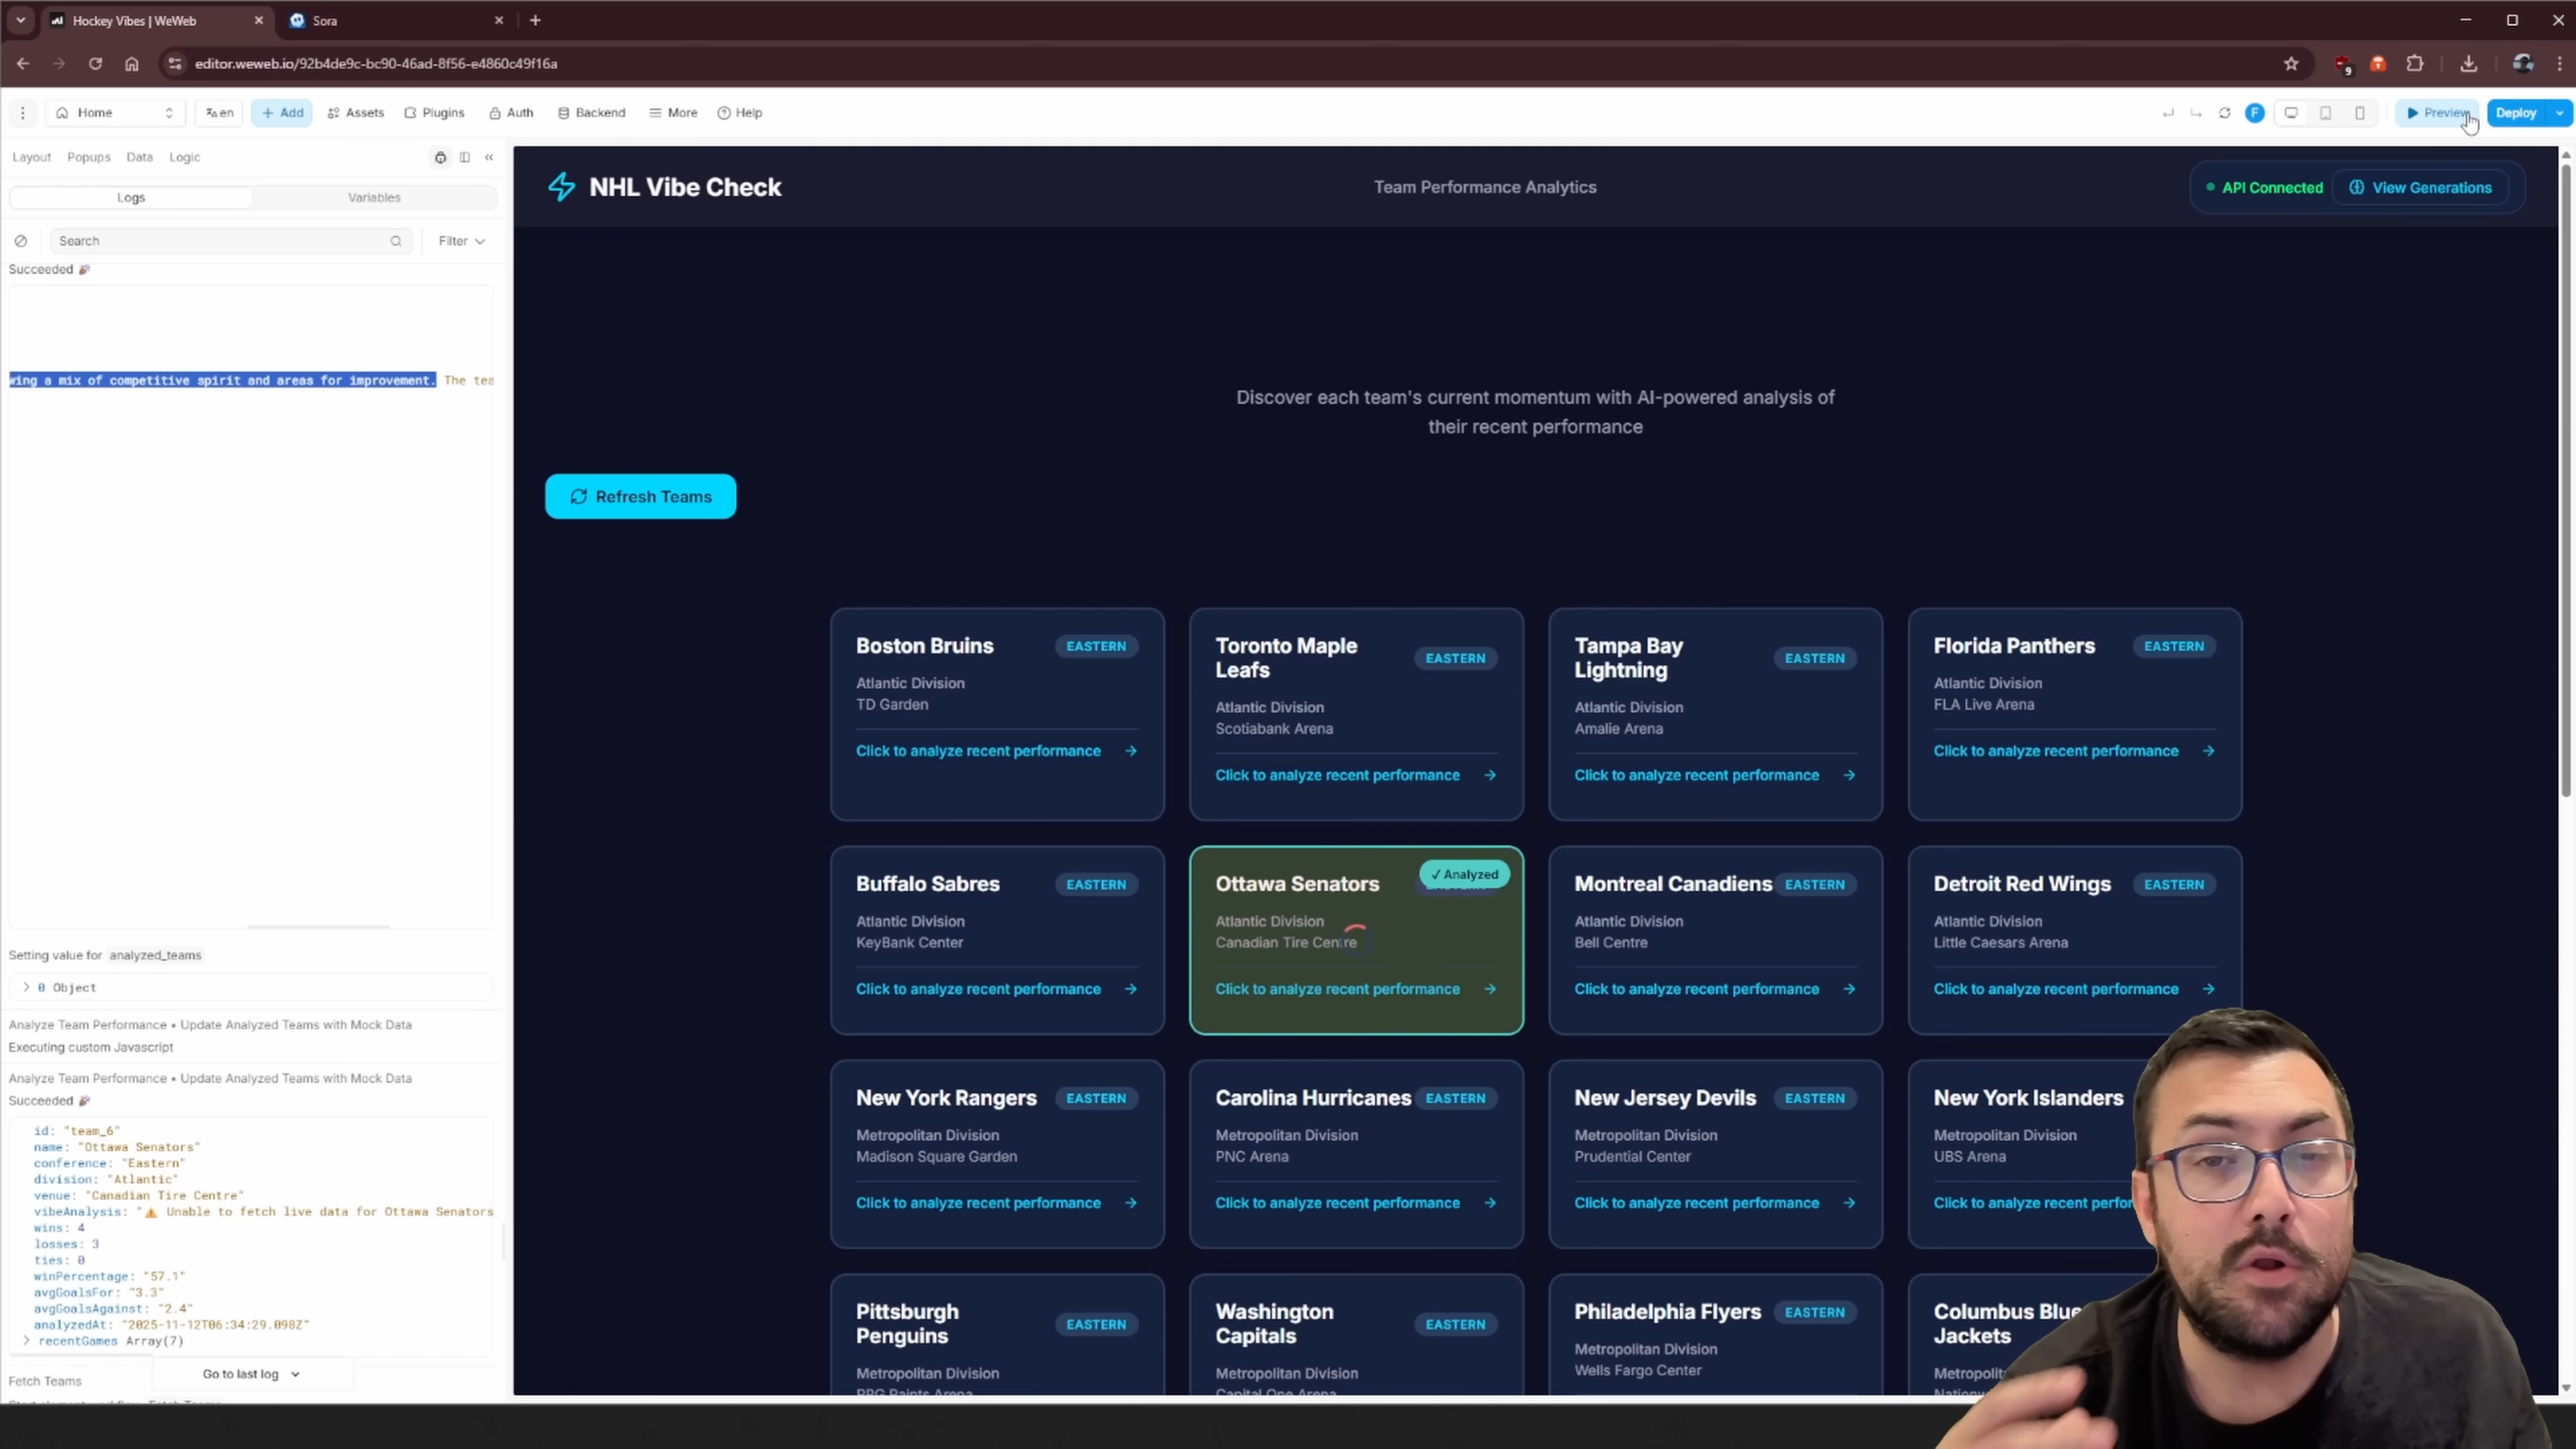 Hockey Vibes | WeWeb
Sora
editor.weweb.io/92b4de9c-bc90-46ad-8f56-e4860c49f16a
9
Home
en
+ Add
Assets
Plugins
Auth
Backend
More
Help
F
Preview
Deploy
Layout
Popups
Data
Logic
Logs
Variables
Search
Filter
Succeeded
wing a mix of competitive spirit and areas for improvement. The tea
Setting value for analyzed_teams
0 Object
Analyze Team Performance • Update Analyzed Teams with Mock Data
Executing custom Javascript
Analyze Team Performance • Update Analyzed Teams with Mock Data
Succeeded
id: "team_6"
name: "Ottawa Senators"
conference: "Eastern"
division: "Atlantic"
venue: "Canadian Tire Centre"
vibeAnalysis: "⚠ Unable to fetch live data for Ottawa Senators
wins: 4
losses: 3
ties: 0
winPercentage: "57.1"
avgGoalsFor: "3.3"
avgGoalsAgainst: "2.4"
analyzedAt: "2025-11-12T06:34:29.098Z"
recentGames Array(7)
Go to last log
Fetch Teams
NHL Vibe Check
Team Performance Analytics
API Connected
View Generations
Discover each team's current momentum with AI-powered analysis of
their recent performance
Refresh Teams
Boston Bruins
EASTERN
Atlantic Division
TD Garden
Click to analyze recent performance →
Toronto Maple
Leafs
EASTERN
Atlantic Division
Scotiabank Arena
Click to analyze recent performance →
Tampa Bay
Lightning
EASTERN
Atlantic Division
Amalie Arena
Click to analyze recent performance →
Florida Panthers
EASTERN
Atlantic Division
FLA Live Arena
Click to analyze recent performance →
Buffalo Sabres
EASTERN
Atlantic Division
KeyBank Center
Click to analyze recent performance →
Ottawa Senators
✓ Analyzed
Atlantic Division
Canadian Tire Centre
Click to analyze recent performance →
Montreal Canadiens
EASTERN
Atlantic Division
Bell Centre
Click to analyze recent performance →
Detroit Red Wings
EASTERN
Atlantic Division
Little Caesars Arena
Click to analyze recent performance →
New York Rangers
EASTERN
Metropolitan Division
Madison Square Garden
Click to analyze recent performance →
Carolina Hurricanes
EASTERN
Metropolitan Division
PNC Arena
Click to analyze recent performance →
New Jersey Devils
EASTERN
Metropolitan Division
Prudential Center
Click to analyze recent performance →
New York Islanders
Metropolitan Division
UBS Arena
Click to analyze recent perfor
Pittsburgh
Penguins
EASTERN
Metropolitan Division
Washington
Capitals
EASTERN
Metropolitan Division
Philadelphia Flyers
EASTERN
Metropolitan Division
Wells Fargo Center
Columbus Blue
Jackets